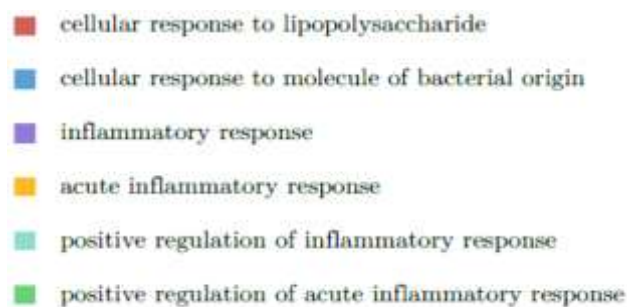 cellular response to lipopolysaccharide
cellular response to molecule of bacterial origin
inflammatory response
acute inflammatory response
positive regulation of inflammatory response
positive regulation of acute inflammatory response